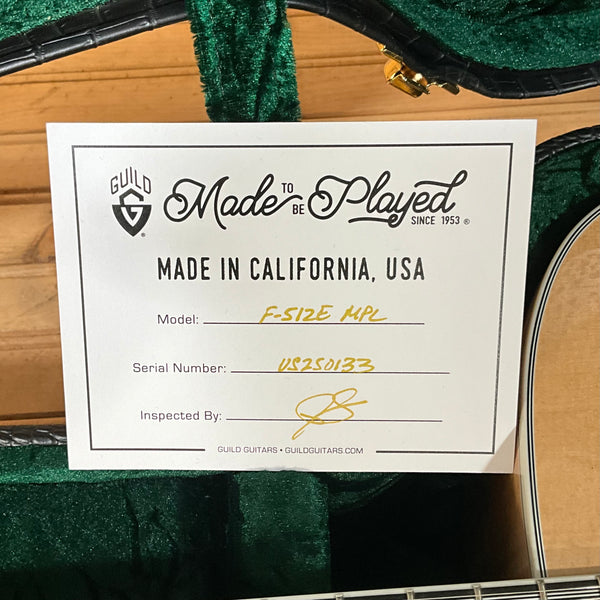 GUILD
G ®
Made TO BE Played
SINCE 1953 ®
MADE IN CALIFORNIA, USA
Model: F-512E MPL
Serial Number: US250133
Inspected By:
GUILD GUITARS • GUILDGUITARS.COM